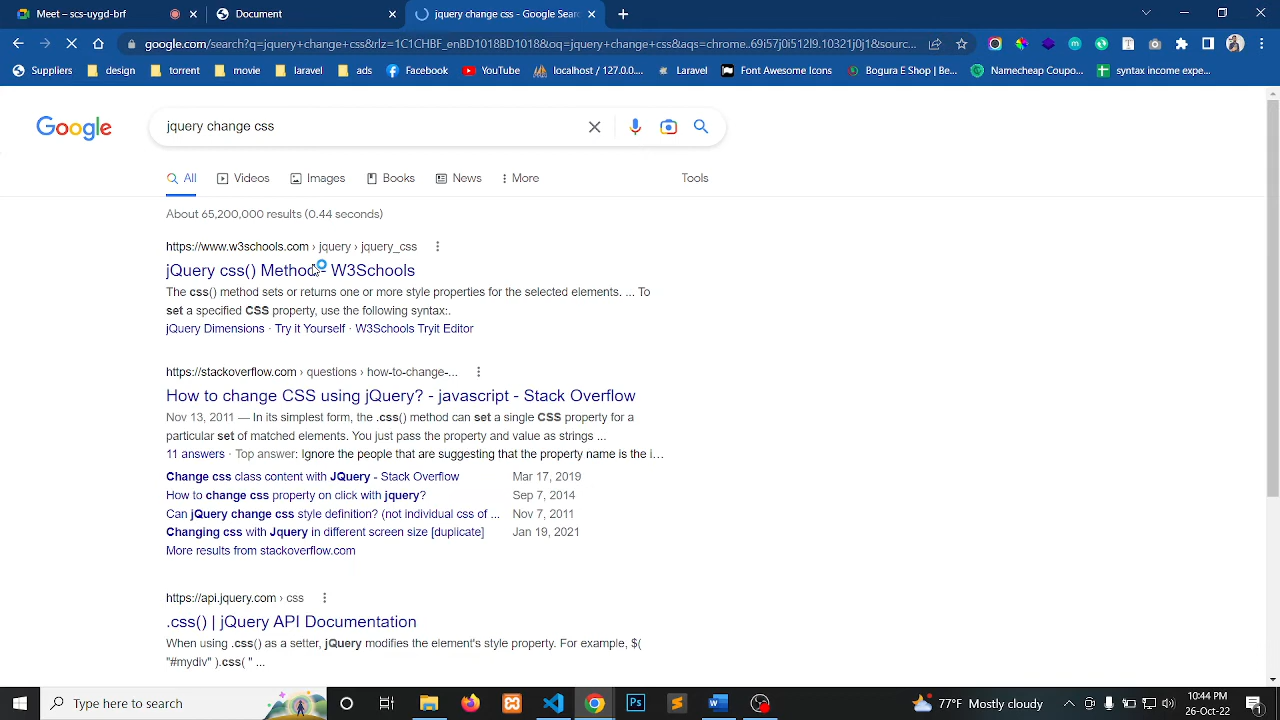 Meet – scs-uygd-brf
Document
jquery change css - Google Sear
google.com/search?q=jquery+change+css&rlz=1C1CHBF_enBD1018BD1018&oq=jquery+change+css&aqs=chrome..69i57j0i512l9.10321j0j1&sourc...
Suppliers
design
torrent
movie
laravel
ads
Facebook
YouTube
localhost / 127.0....
Laravel
Font Awesome Icons
Bogura E Shop | Be...
Namecheap Coupo...
syntax income expe...
Google
jquery change css
All
Videos
Images
Books
News
More
Tools
About 65,200,000 results (0.44 seconds)
https://www.w3schools.com › jquery › jquery_css
jQuery css() Method - W3Schools
The css() method sets or returns one or more style properties for the selected elements. ... To
set a specified CSS property, use the following syntax:.
jQuery Dimensions · Try it Yourself · W3Schools Tryit Editor
https://stackoverflow.com › questions › how-to-change-...
How to change CSS using jQuery? - javascript - Stack Overflow
Nov 13, 2011 — In its simplest form, the .css() method can set a single CSS property for a
particular set of matched elements. You just pass the property and value as strings ...
11 answers · Top answer: Ignore the people that are suggesting that the property name is the i...
Change css class content with JQuery - Stack Overflow Mar 17, 2019
How to change css property on click with jquery? Sep 7, 2014
Can jQuery change css style definition? (not individual css of ... Nov 7, 2011
Changing css with Jquery in different screen size [duplicate] Jan 19, 2021
More results from stackoverflow.com
https://api.jquery.com › css
.css() | jQuery API Documentation
When using .css() as a setter, jQuery modifies the element's style property. For example, $(
"#mydiv" ).css( " ...
Type here to search
Ps
77°F Mostly cloudy
10:44 PM
26-Oct-22